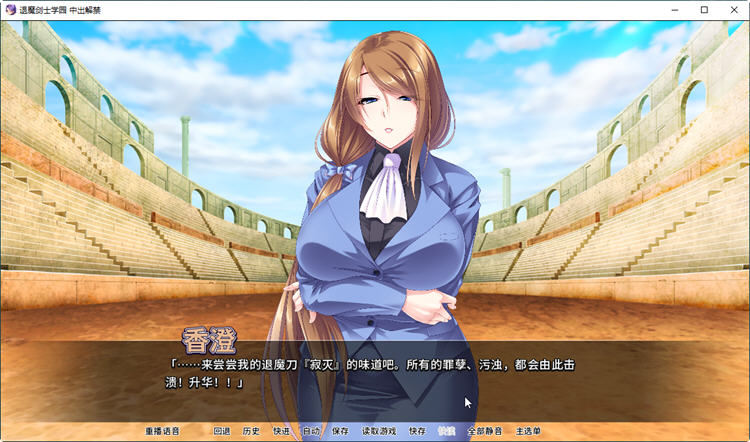 退魔剑士学园 中出解禁
香澄
「……来尝尝我的退魔刀『寂灭』的味道吧。所有的罪孽、污浊，都会由此击
溃！升华！！」
重播语音 回退 历史 快进 自动 保存 读取游戏 快存 快读 全部静音 主选单